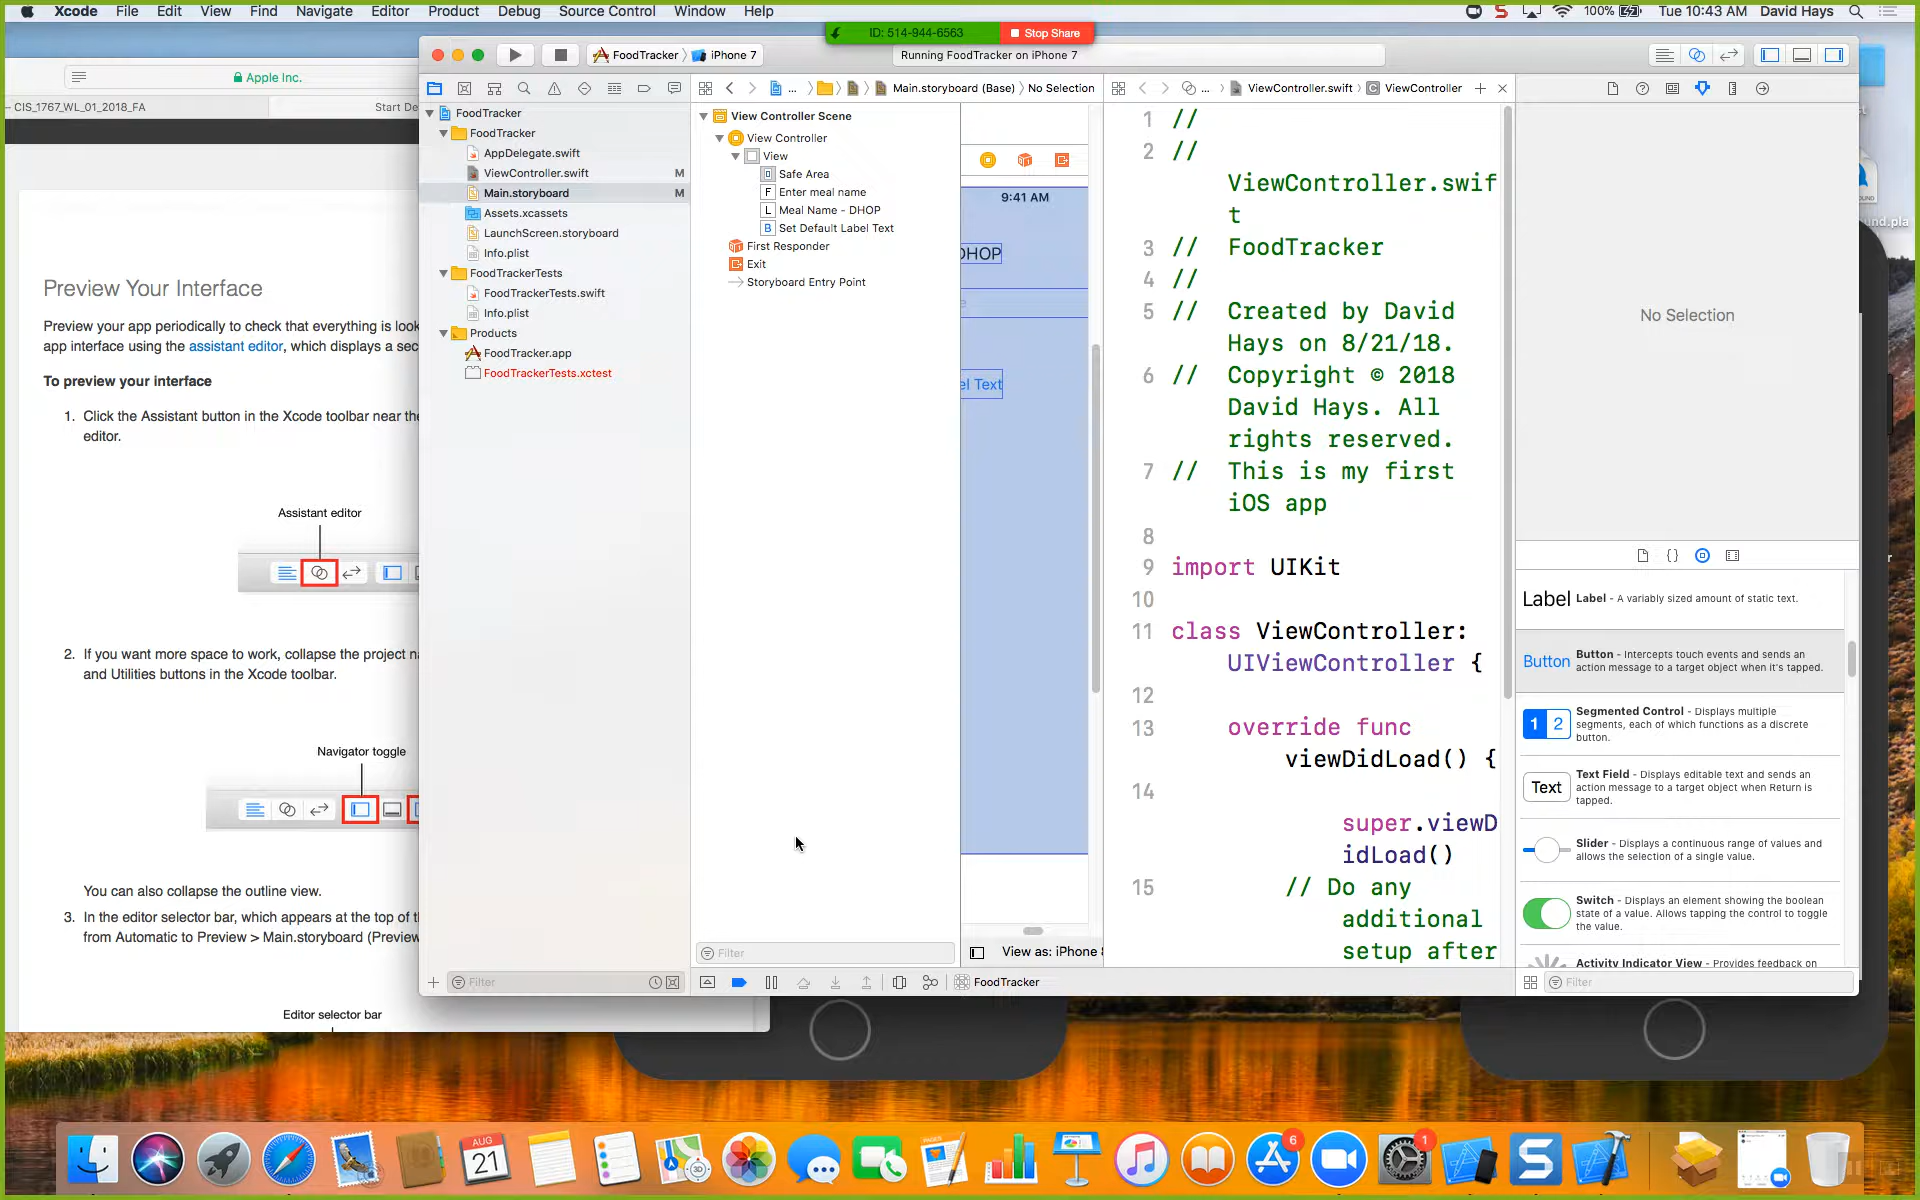 Xcode File Edit View Find Navigate Editor Product Debug Source Control Window Help
100% Tue 10:43 AM David Hays
ID: 514-944-6563 Stop Share
FoodTracker iPhone 7
Running FoodTracker on iPhone 7
Apple Inc.
CIS_1767_WL_01_2018_FA
Start De
Preview Your Interface
Preview your app periodically to check that everything is look
app interface using the assistant editor, which displays a sec
To preview your interface
1. Click the Assistant button in the Xcode toolbar near the
editor.
Assistant editor
2. If you want more space to work, collapse the project na
and Utilities buttons in the Xcode toolbar.
Navigator toggle
You can also collapse the outline view.
3. In the editor selector bar, which appears at the top of t
from Automatic to Preview > Main.storyboard (Preview
Editor selector bar
FoodTracker
FoodTracker
AppDelegate.swift
ViewController.swift M
Main.storyboard M
Assets.xcassets
LaunchScreen.storyboard
Info.plist
FoodTrackerTests
FoodTrackerTests.swift
Info.plist
Products
FoodTracker.app
FoodTrackerTests.xctest
Filter
... Main.storyboard (Base) No Selection
View Controller Scene
View Controller
View
Safe Area
F Enter meal name
L Meal Name - DHOP
B Set Default Label Text
First Responder
Exit
Storyboard Entry Point
Filter
9:41 AM
DHOP
el Text
View as: iPhone
FoodTracker
... ViewController.swift C ViewController
1 //
2 //
ViewController.swif
t
3 // FoodTracker
4 //
5 // Created by David
Hays on 8/21/18.
6 // Copyright © 2018
David Hays. All
rights reserved.
7 // This is my first
iOS app
8
9 import UIKit
10
11 class ViewController:
UIViewController {
12
13 override func
viewDidLoad() {
14
super.viewD
idLoad()
15 // Do any
additional
setup after
No Selection
{}
Label Label - A variably sized amount of static text.
Button Button - Intercepts touch events and sends an
action message to a target object when it's tapped.
1 2 Segmented Control - Displays multiple
segments, each of which functions as a discrete
button.
Text Text Field - Displays editable text and sends an
action message to a target object when Return is
tapped.
Slider - Displays a continuous range of values and
allows the selection of a single value.
Switch - Displays an element showing the boolean
state of a value. Allows tapping the control to toggle
the value.
Activity Indicator View - Provides feedback on
Filter
und.pla
AUG
21
3D
6
1
S